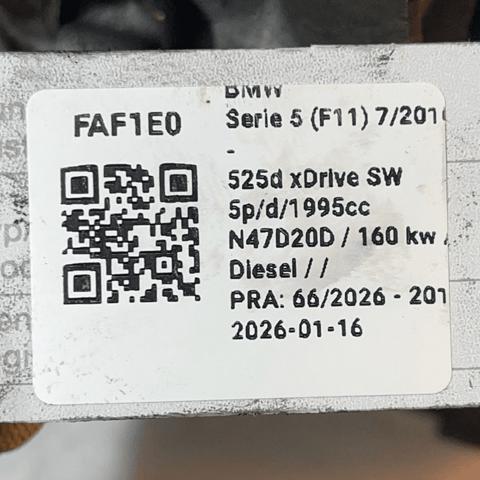 FAF1E0
BMW
Serie 5 (F11) 7/201
-
525d xDrive SW
5p/d/1995cc
N47D20D / 160 kw /
Diesel / /
PRA: 66/2026 - 201
2026-01-16